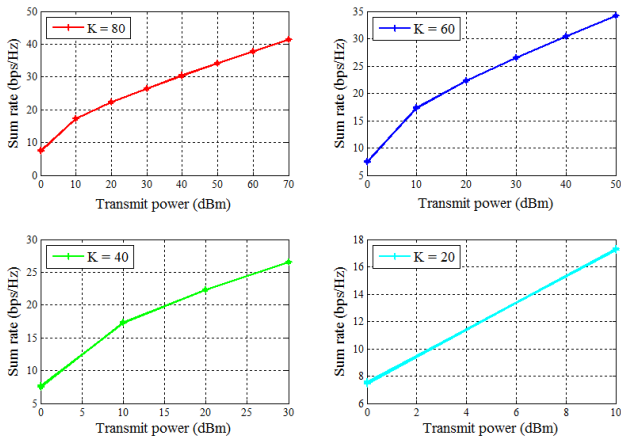 K = 80
50
40
30
20
10
0
Sum rate (bps/Hz)
0 10 20 30 40 50 60 70
Transmit power (dBm)
K = 60
35
30
25
20
15
10
5
Sum rate (bps/Hz)
0 10 20 30 40 50
Transmit power (dBm)
K = 40
30
25
20
15
10
5
Sum rate (bps/Hz)
0 5 10 15 20 25 30
Transmit power (dBm)
K = 20
18
16
14
12
10
8
6
Sum rate (bps/Hz)
0 2 4 6 8 10
Transmit power (dBm)